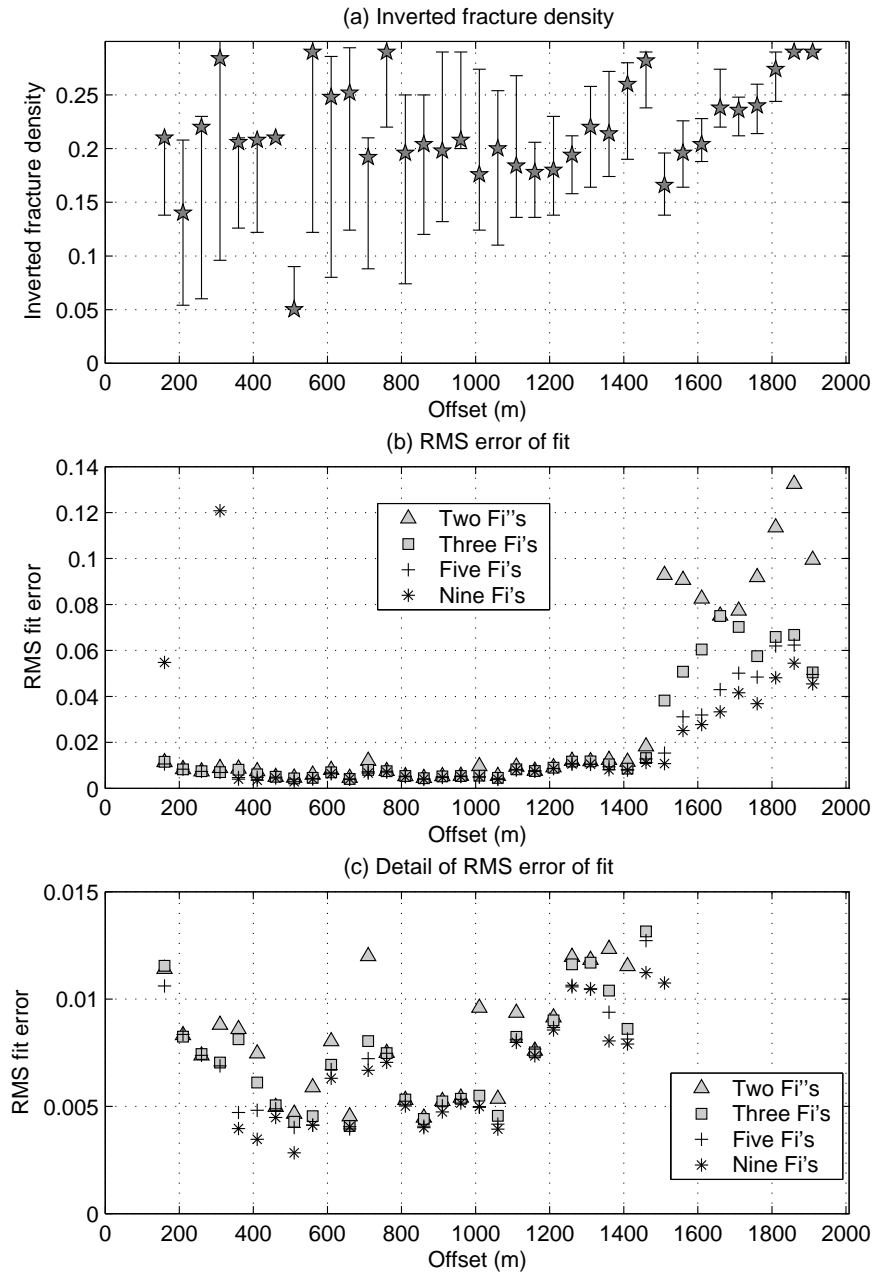 (a) Inverted fracture density
Inverted fracture density
0.25
0.2
0.15
0.1
0.05
0
0 200 400 600 800 1000 1200 1400 1600 1800 2000
Offset (m)
(b) RMS error of fit
RMS fit error
0.14
0.12
0.1
0.08
0.06
0.04
0.02
0
Two Fi''s
Three Fi's
Five Fi's
Nine Fi's
0 200 400 600 800 1000 1200 1400 1600 1800 2000
Offset (m)
(c) Detail of RMS error of fit
RMS fit error
0.015
0.01
0.005
0
Two Fi''s
Three Fi's
Five Fi's
Nine Fi's
0 200 400 600 800 1000 1200 1400 1600 1800 2000
Offset (m)